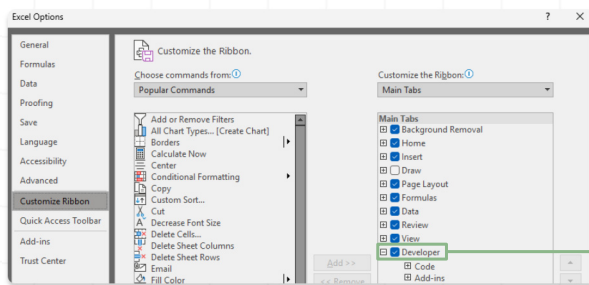 Excel Options
?
General
Formulas
Data
Proofing
Save
Language
Accessibility
Advanced
Customize Ribbon
Quick Access Toolbar
Add-ins
Trust Center
Customize the Ribbon.
Choose commands from:
Popular Commands
Add or Remove Filters
All Chart Types... [Create Chart]
Borders
Calculate Now
Center
Conditional Formatting
Copy
Custom Sort...
Cut
Decrease Font Size
Delete Cells...
Delete Sheet Columns
Delete Sheet Rows
Email
Fill Color
Add >>
<< Remove
Customize the Ribbon:
Main Tabs
Main Tabs
Background Removal
Home
Insert
Draw
Page Layout
Formulas
Data
Review
View
Developer
Code
Add-ins